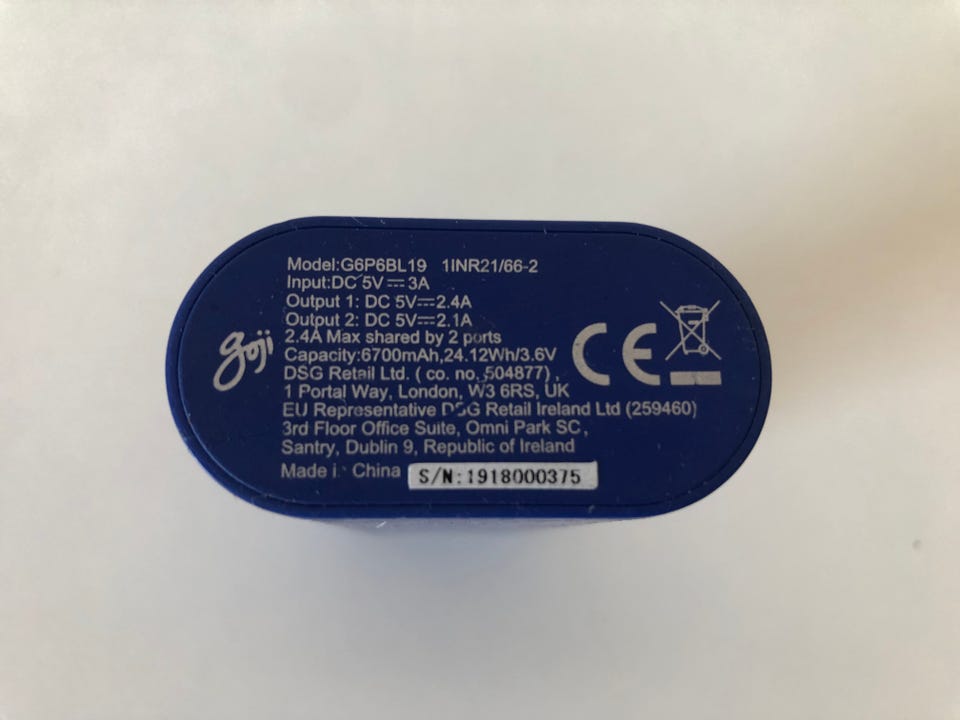 goji
Model:G6P6BL19 1INR21/66-2
Input:DC 5V⎓3A
Output 1: DC 5V⎓2.4A
Output 2: DC 5V⎓2.1A
2.4A Max shared by 2 ports
Capacity:6700mAh,24.12Wh/3.6V
DSG Retail Ltd. ( co. no. 504877) ,
1 Portal Way, London, W3 6RS, UK
EU Representative DSG Retail Ireland Ltd (259460)
3rd Floor Office Suite, Omni Park SC,
Santry, Dublin 9, Republic of Ireland
Made in China
S/N:1918000375
CE